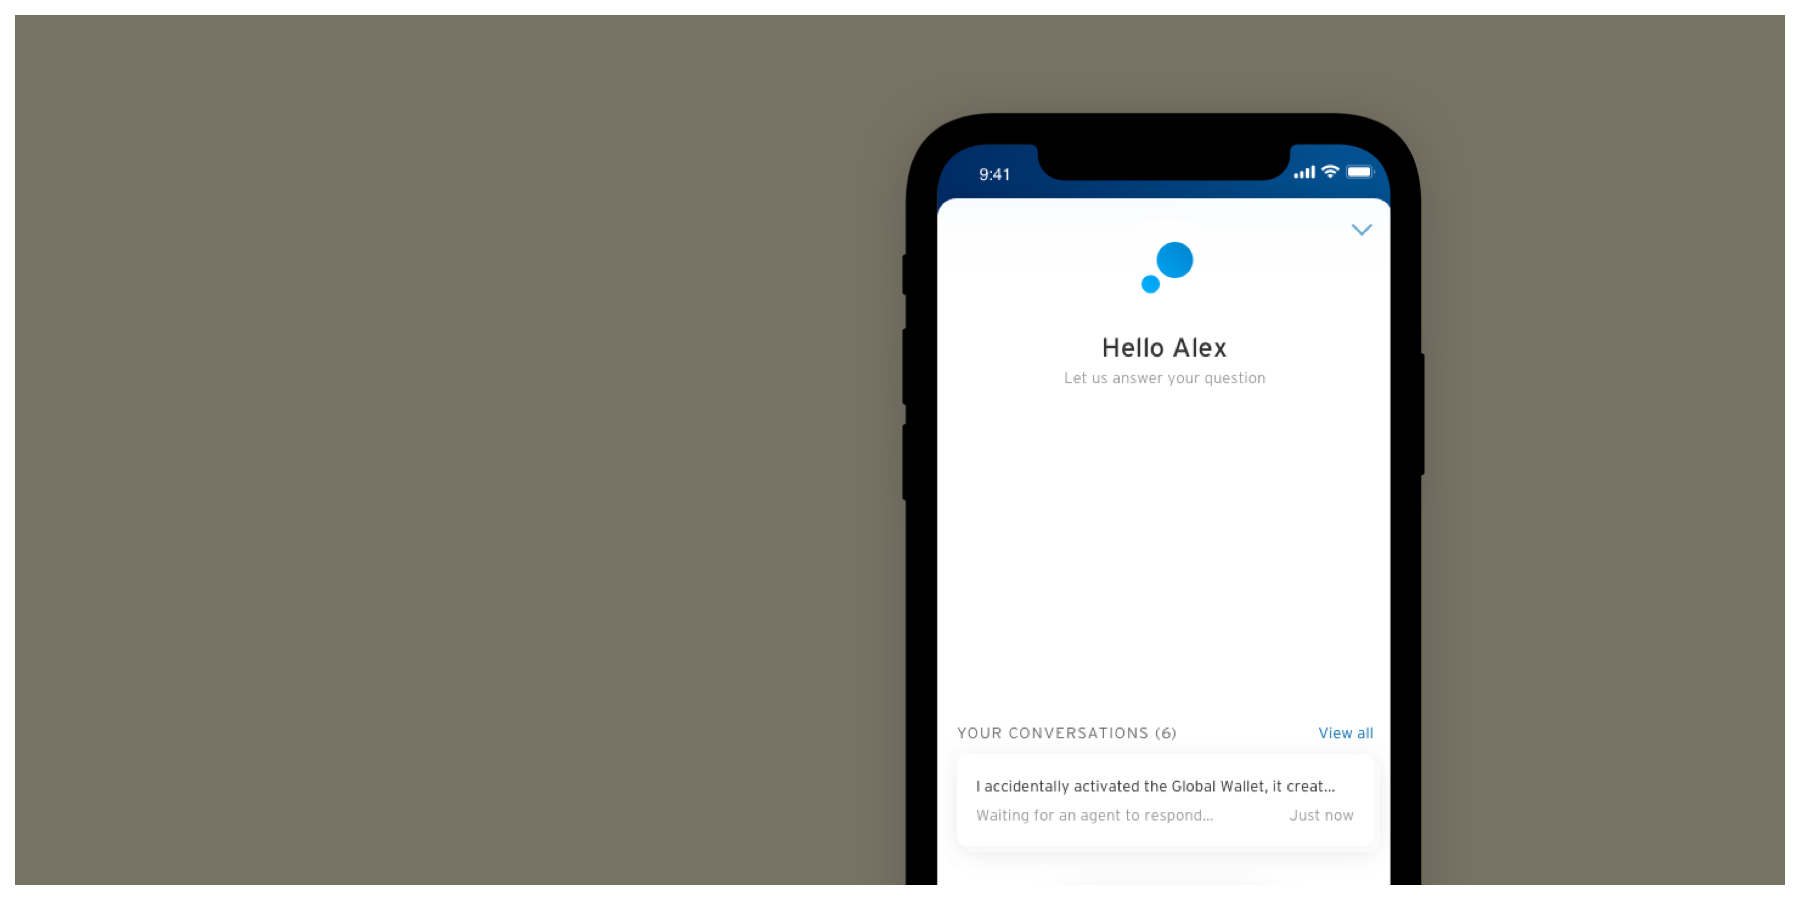 9:41
Hello Alex
Let us answer your question
YOUR CONVERSATIONS (6)
View all
I accidentally activated the Global Wallet, it creat...
Waiting for an agent to respond...
Just now